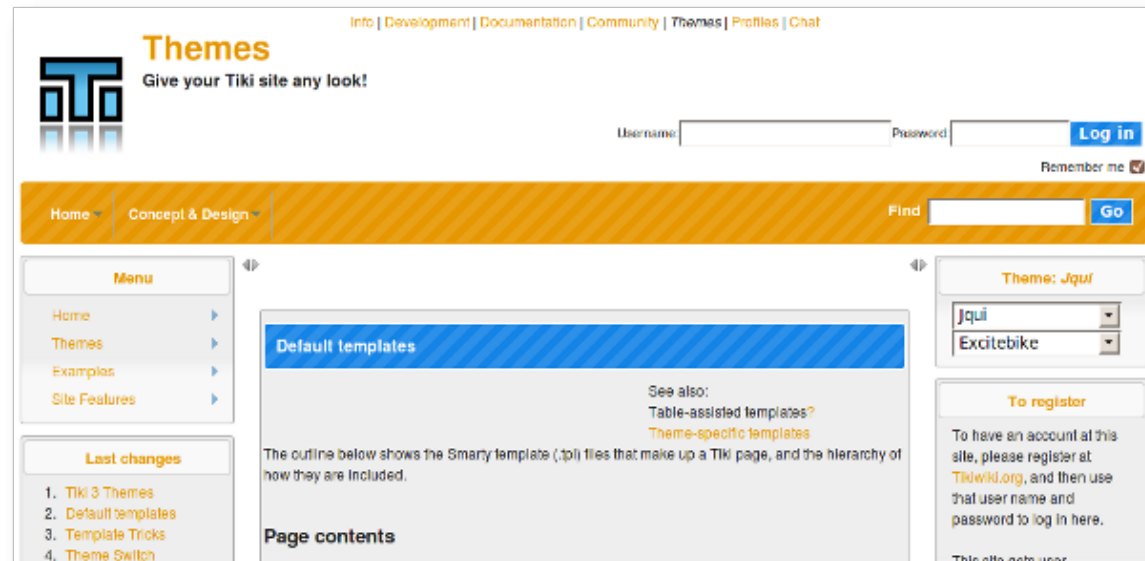 Info | Development | Documentation | Community | Themes | Profiles | Chat
Themes
Give your Tiki site any look!
Username:
Password:
Log in
Remember me
Home
Concept & Design
Find
Go
Menu
Home
Themes
Examples
Site Features
Last changes
1. Tiki 3 Themes
2. Default templates
3. Template Tricks
4. Theme Switch
Default templates
See also:
Table-assisted templates?
Theme-specific templates
The outline below shows the Smarty template (.tpl) files that make up a Tiki page, and the hierarchy of
how they are included.
Page contents
Theme: Jqui
Jqui
Excitebike
To register
To have an account at this
site, please register at
Tikiwiki.org, and then use
that user name and
password to log in here.
This site gets user